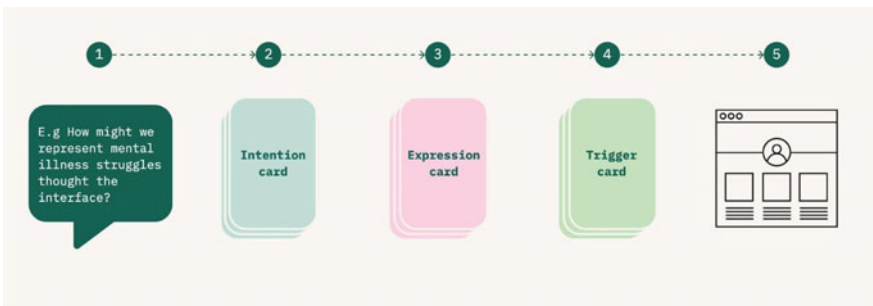 1
2
3
4
5
E.g How might we
represent mental
illness struggles
thought the
interface?
Intention
card
Expression
card
Trigger
card